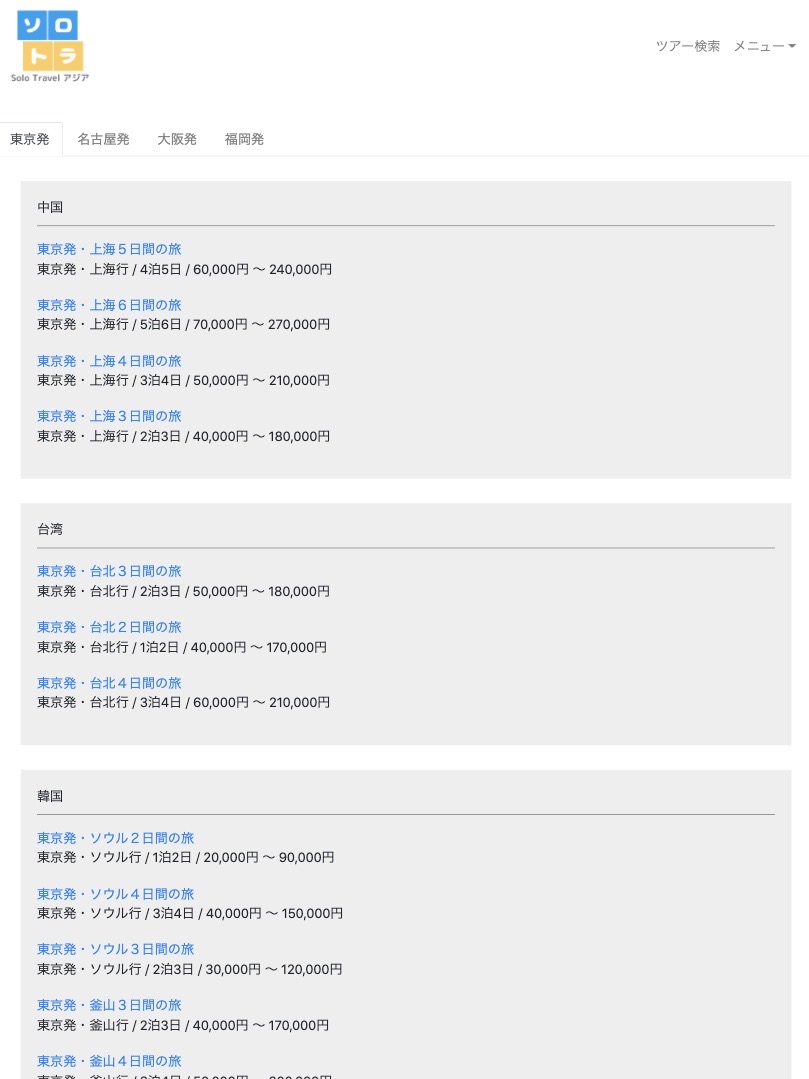 ソロ
トラ
Solo Travel アジア
ツアー検索 メニュー
東京発 名古屋発 大阪発 福岡発
中国
東京発・上海５日間の旅
東京発・上海行 / 4泊5日 / 60,000円 〜 240,000円
東京発・上海６日間の旅
東京発・上海行 / 5泊6日 / 70,000円 〜 270,000円
東京発・上海４日間の旅
東京発・上海行 / 3泊4日 / 50,000円 〜 210,000円
東京発・上海３日間の旅
東京発・上海行 / 2泊3日 / 40,000円 〜 180,000円
台湾
東京発・台北３日間の旅
東京発・台北行 / 2泊3日 / 50,000円 〜 180,000円
東京発・台北２日間の旅
東京発・台北行 / 1泊2日 / 40,000円 〜 170,000円
東京発・台北４日間の旅
東京発・台北行 / 3泊4日 / 60,000円 〜 210,000円
韓国
東京発・ソウル２日間の旅
東京発・ソウル行 / 1泊2日 / 20,000円 〜 90,000円
東京発・ソウル４日間の旅
東京発・ソウル行 / 3泊4日 / 40,000円 〜 150,000円
東京発・ソウル３日間の旅
東京発・ソウル行 / 2泊3日 / 30,000円 〜 120,000円
東京発・釜山３日間の旅
東京発・釜山行 / 2泊3日 / 40,000円 〜 170,000円
東京発・釜山４日間の旅